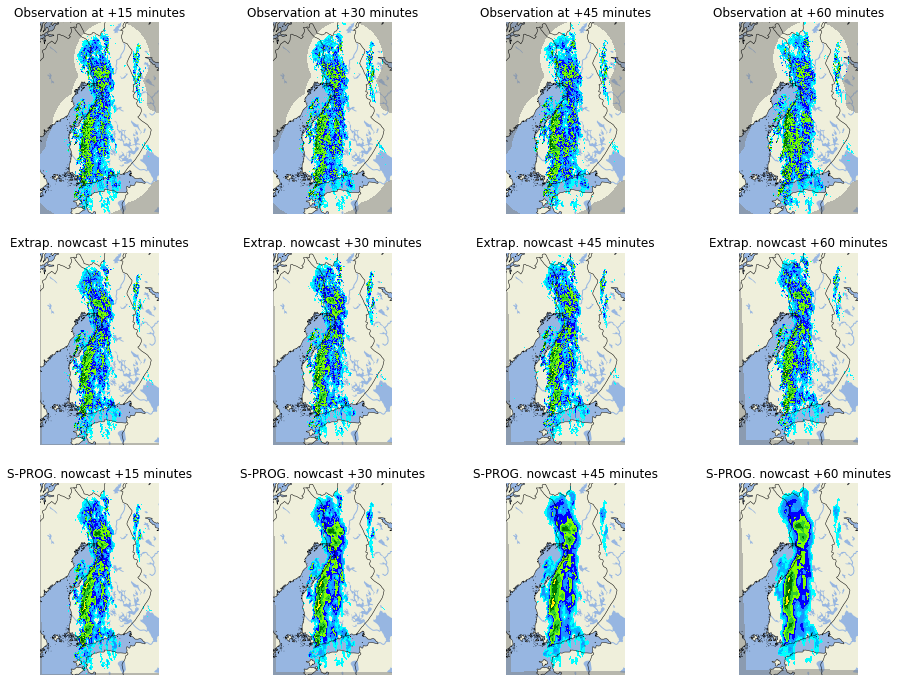 Observation at +15 minutes
Observation at +30 minutes
Observation at +45 minutes
Observation at +60 minutes
Extrap. nowcast +15 minutes
Extrap. nowcast +30 minutes
Extrap. nowcast +45 minutes
Extrap. nowcast +60 minutes
S-PROG. nowcast +15 minutes
S-PROG. nowcast +30 minutes
S-PROG. nowcast +45 minutes
S-PROG. nowcast +60 minutes